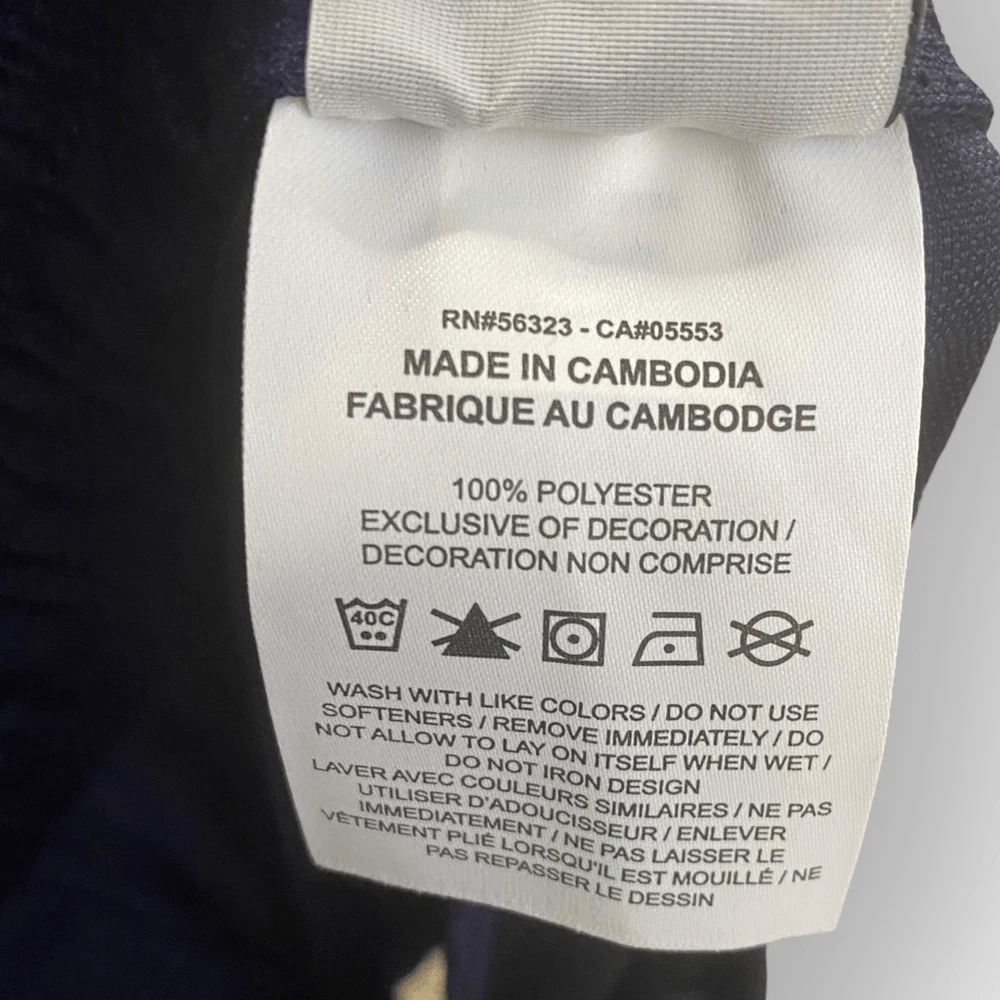 RN#56323 - CA#05553
MADE IN CAMBODIA
FABRIQUE AU CAMBODGE
100% POLYESTER
EXCLUSIVE OF DECORATION /
DECORATION NON COMPRISE
40C
WASH WITH LIKE COLORS / DO NOT USE
SOFTENERS / REMOVE IMMEDIATELY / DO
NOT ALLOW TO LAY ON ITSELF WHEN WET /
DO NOT IRON DESIGN
LAVER AVEC COULEURS SIMILAIRES / NE PAS
UTILISER D'ADOUCISSEUR / ENLEVER
IMMEDIATEMENT / NE PAS LAISSER LE
VÊTEMENT PLIÉ LORSQU'IL EST MOUILLÉ / NE
PAS REPASSER LE DESSIN